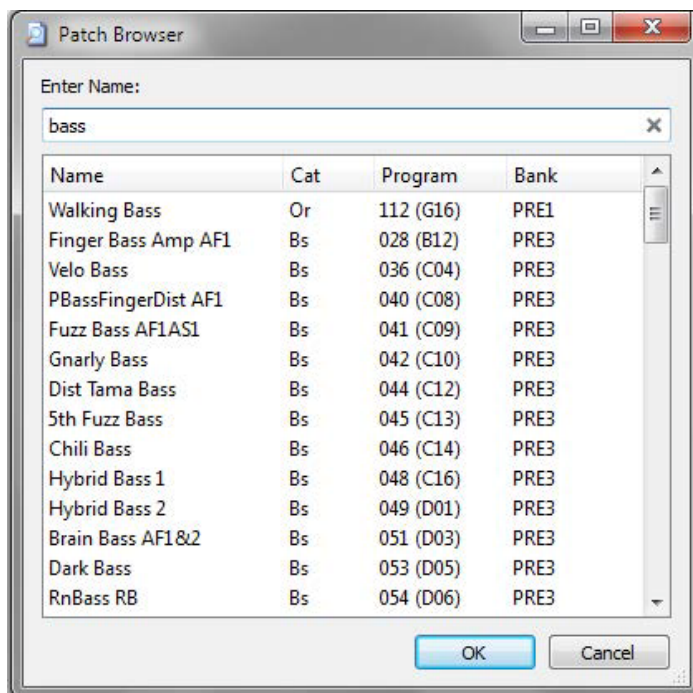 Patch Browser
Enter Name:
bass
Name Cat Program Bank
Walking Bass Or 112 (G16) PRE1
Finger Bass Amp AF1 Bs 028 (B12) PRE3
Velo Bass Bs 036 (C04) PRE3
PBassFingerDist AF1 Bs 040 (C08) PRE3
Fuzz Bass AF1AS1 Bs 041 (C09) PRE3
Gnarly Bass Bs 042 (C10) PRE3
Dist Tama Bass Bs 044 (C12) PRE3
5th Fuzz Bass Bs 045 (C13) PRE3
Chili Bass Bs 046 (C14) PRE3
Hybrid Bass 1 Bs 048 (C16) PRE3
Hybrid Bass 2 Bs 049 (D01) PRE3
Brain Bass AF1&2 Bs 051 (D03) PRE3
Dark Bass Bs 053 (D05) PRE3
RnBass RB Bs 054 (D06) PRE3
OK Cancel